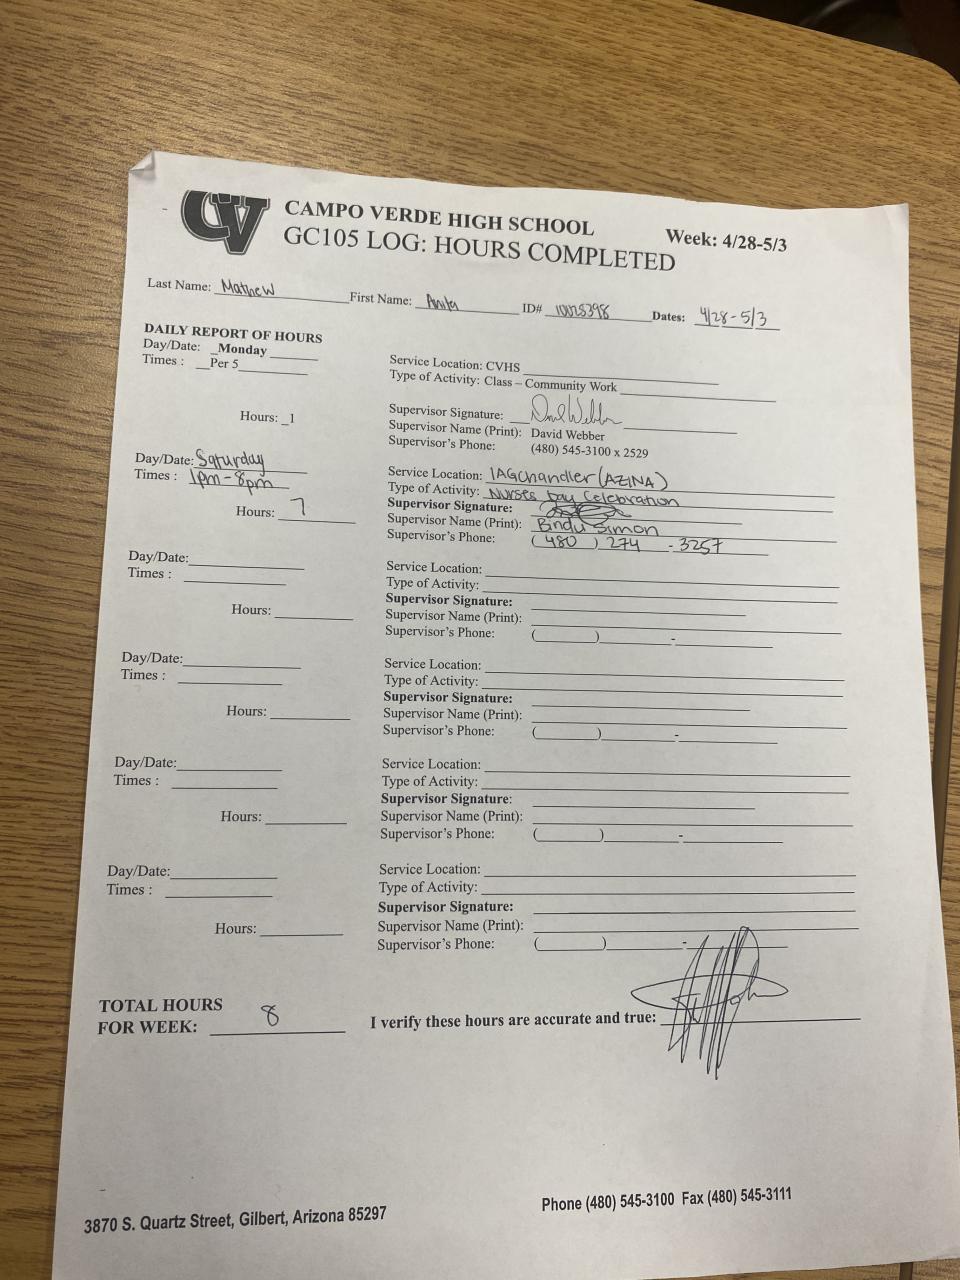 CV
CAMPO VERDE HIGH SCHOOL
Week: 4/28-5/3
GC105 LOG: HOURS COMPLETED
Last Name: Mathew First Name: Anita ID# Dates: 4/28-5/3
DAILY REPORT OF HOURS
Day/Date: _Monday
Times : __Per 5
Service Location: CVHS
Type of Activity: Class – Community Work
Hours: _1
Supervisor Signature: David Webber
Supervisor Name (Print): David Webber
Supervisor's Phone: (480) 545-3100 x 2529
Day/Date: Saturday
Times : 1pm-8pm
Hours: 7
Service Location: IAGChandler (AZINA)
Type of Activity: Nurses Day Celebration
Supervisor Signature:
Supervisor Name (Print): Bindu Simon
Supervisor's Phone: (480) 274 - 3257
Day/Date:
Times :
Hours:
Service Location:
Type of Activity:
Supervisor Signature:
Supervisor Name (Print):
Supervisor's Phone: ( ) -
Day/Date:
Times :
Hours:
Service Location:
Type of Activity:
Supervisor Signature:
Supervisor Name (Print):
Supervisor's Phone: ( ) -
Day/Date:
Times :
Hours:
Service Location:
Type of Activity:
Supervisor Signature:
Supervisor Name (Print):
Supervisor's Phone: ( ) -
Day/Date:
Times :
Hours:
Service Location:
Type of Activity:
Supervisor Signature:
Supervisor Name (Print):
Supervisor's Phone: ( ) -
TOTAL HOURS
FOR WEEK: 8
I verify these hours are accurate and true:
3870 S. Quartz Street, Gilbert, Arizona 85297
Phone (480) 545-3100 Fax (480) 545-3111